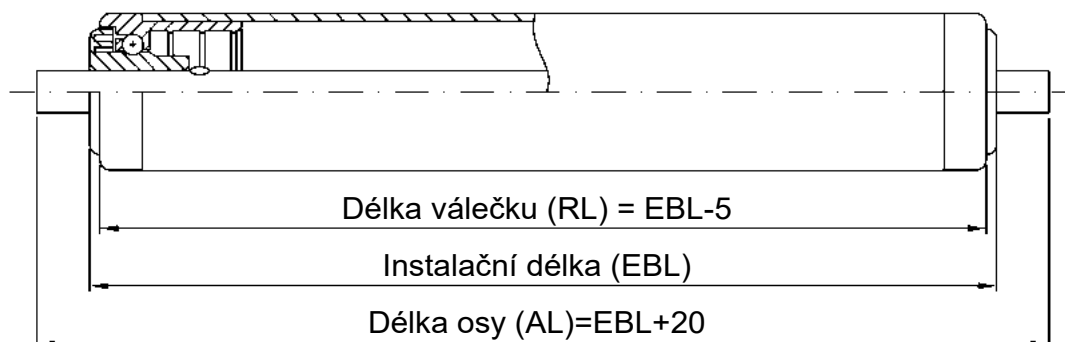 Délka válečku (RL) = EBL-5
Instalační délka (EBL)
Délka osy (AL)=EBL+20